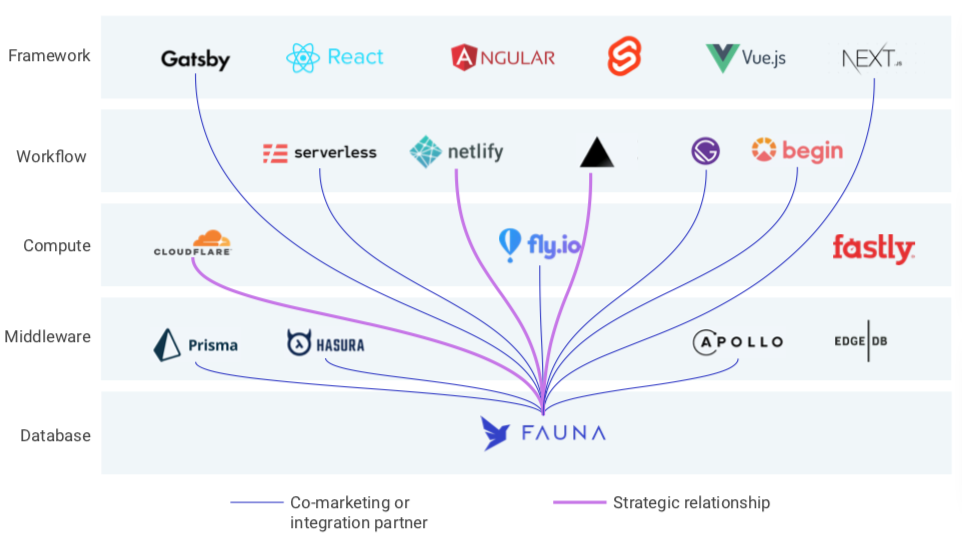 Framework
Gatsby
React
ANGULAR
Vue.js
NEXT.JS
Workflow
serverless
netlify
begin
Compute
CLOUDFLARE
fly.io
fastly
Middleware
Prisma
HASURA
APOLLO
EDGE DB
Database
FAUNA
Co-marketing or
integration partner
Strategic relationship